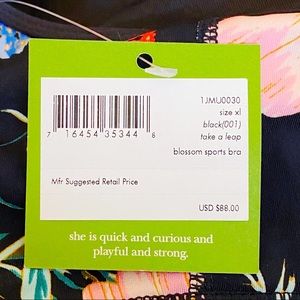 1JMU0030
size xl
black(001)
take a leap
blossom sports bra
7 16454 35344 8
Mfr Suggested Retail Price
USD $88.00
she is quick and curious and
playful and strong.